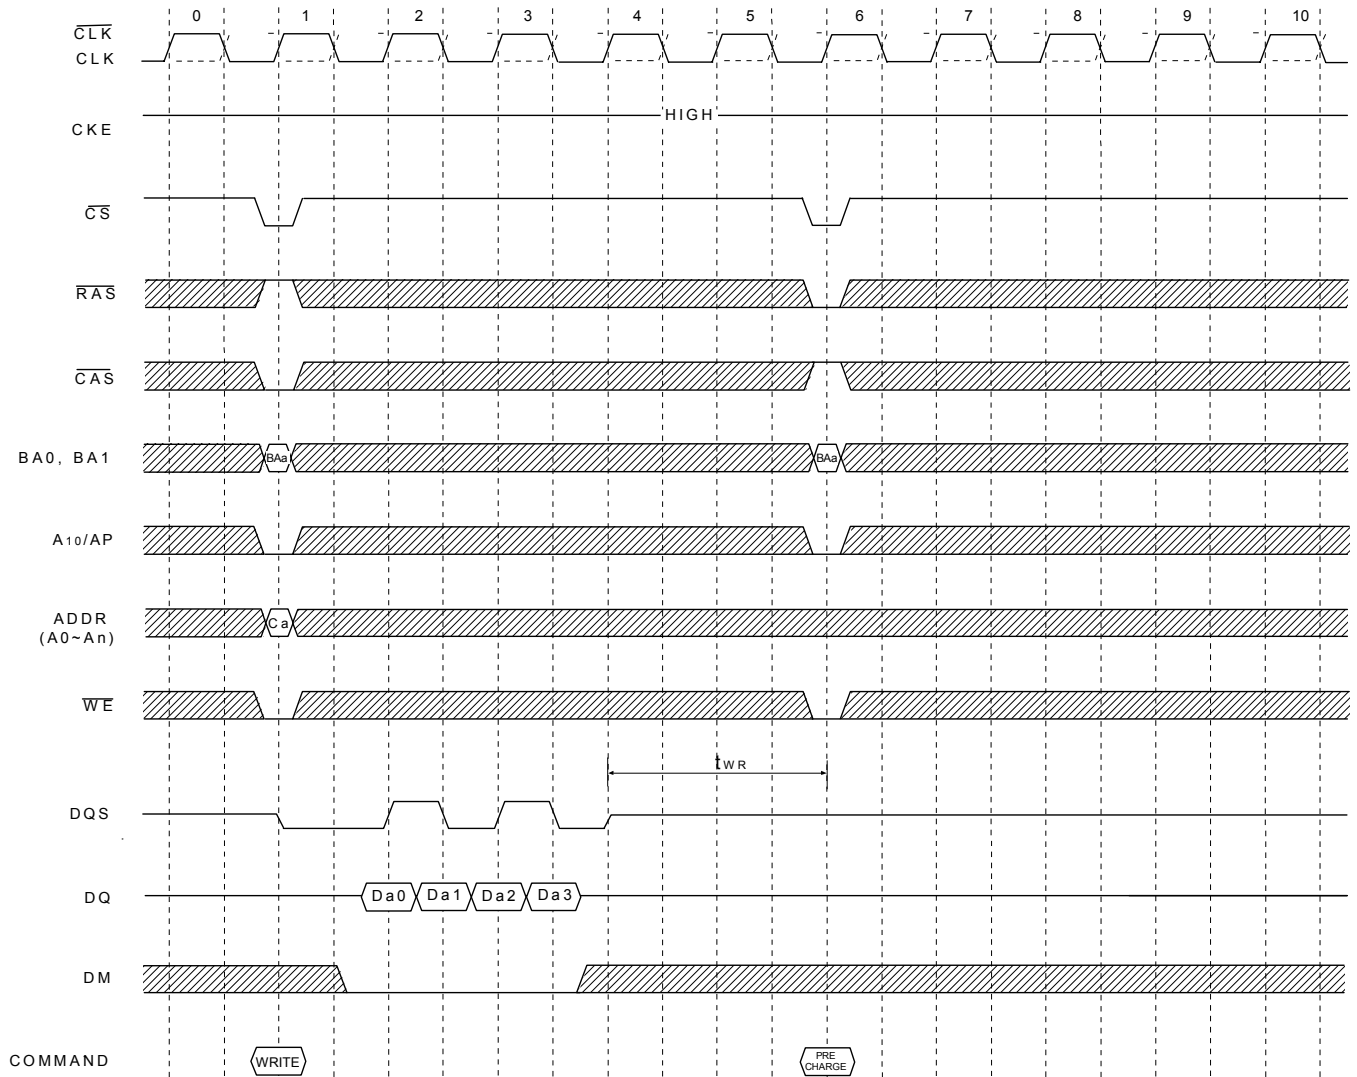 0 1 2 3 4 5 6 7 8 9 10
CLK
CLK
HIGH
CKE
CS
RAS
CAS
BA0, BA1 BAa BAa
A10/AP
ADDR Ca
(A0~An)
WE
tWR
DQS
DQ Da0 Da1 Da2 Da3
DM
COMMAND WRITE PRE
CHARGE